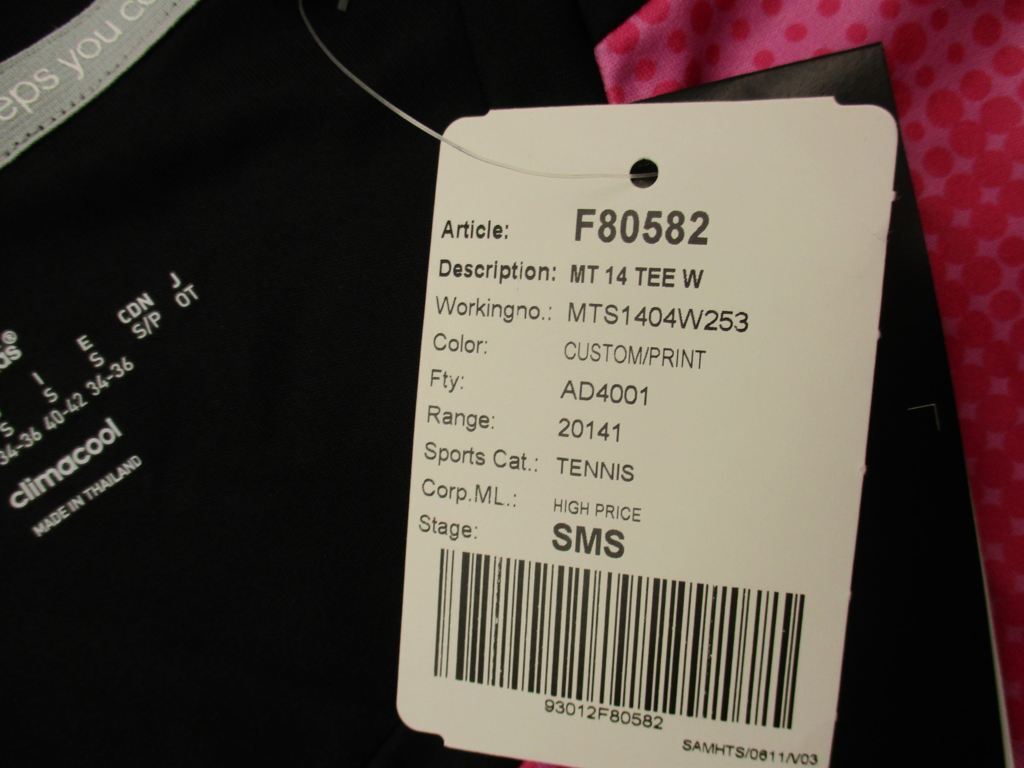 eps you c
Article: F80582
Description: MT 14 TEE W
Workingno.: MTS1404W253
Color: CUSTOM/PRINT
Fty: AD4001
Range: 20141
Sports Cat.: TENNIS
Corp.ML.: HIGH PRICE
Stage: SMS
93012F80582
SAMHTS/0611/V03
I E CDN J
S S S S/P OT
34-36 40-42 34-36
climacool
MADE IN THAILAND